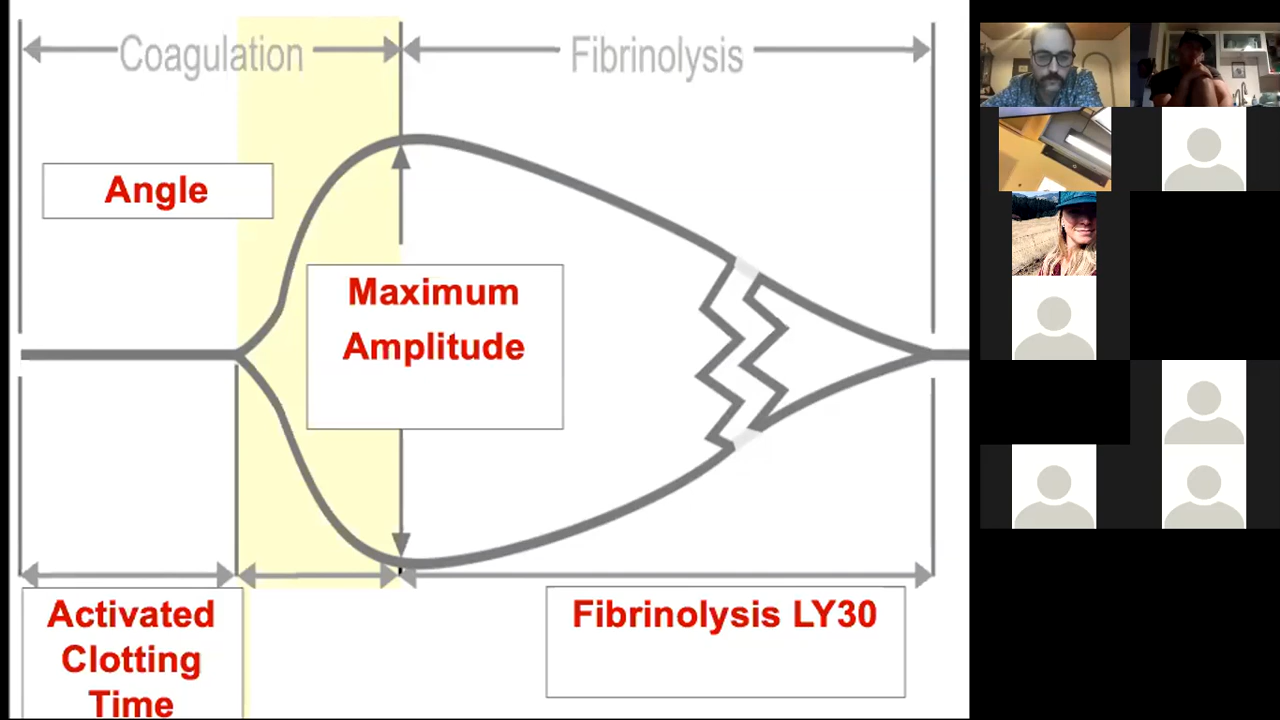 Coagulation
Fibrinolysis
Angle
Maximum
Amplitude
Activated
Clotting
Time
Fibrinolysis LY30